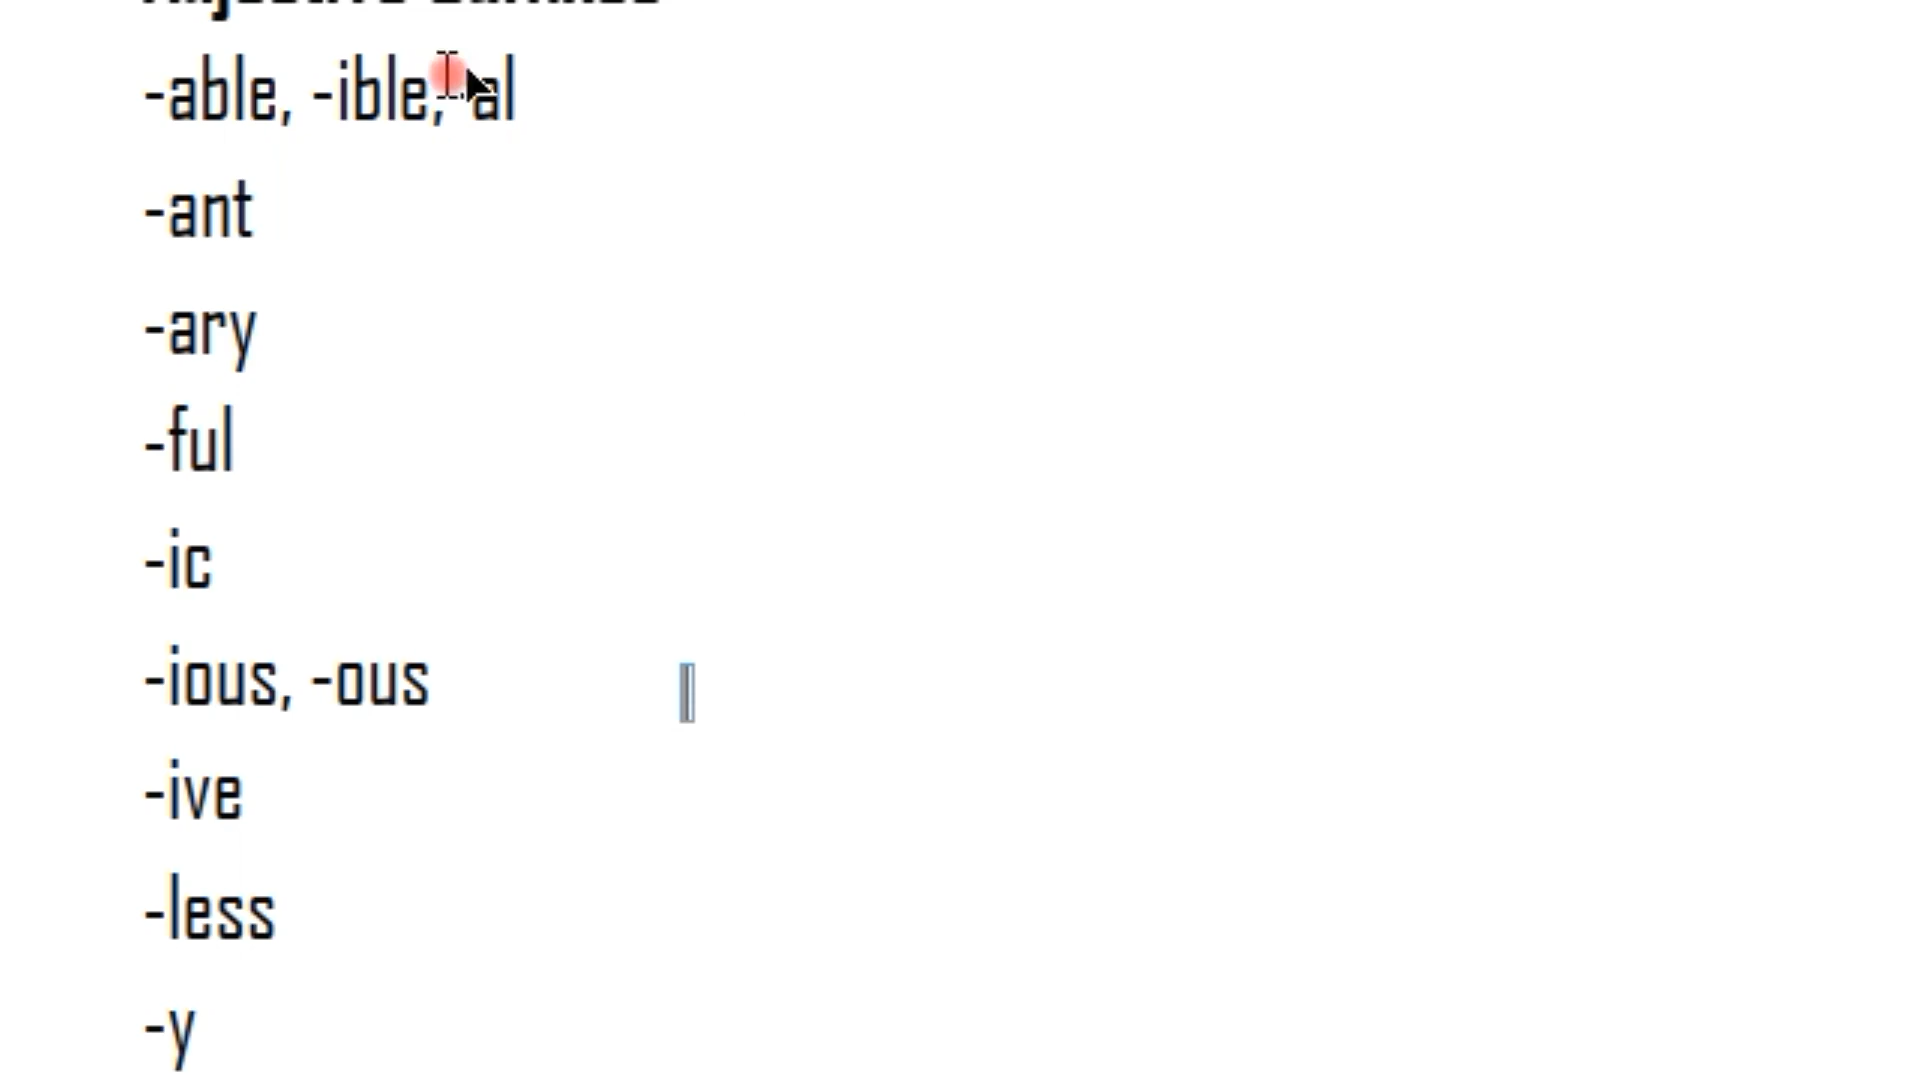 -able, -ible, -al
-ant
-ary
-ful
-ic
-ious, -ous
-ive
-less
-y